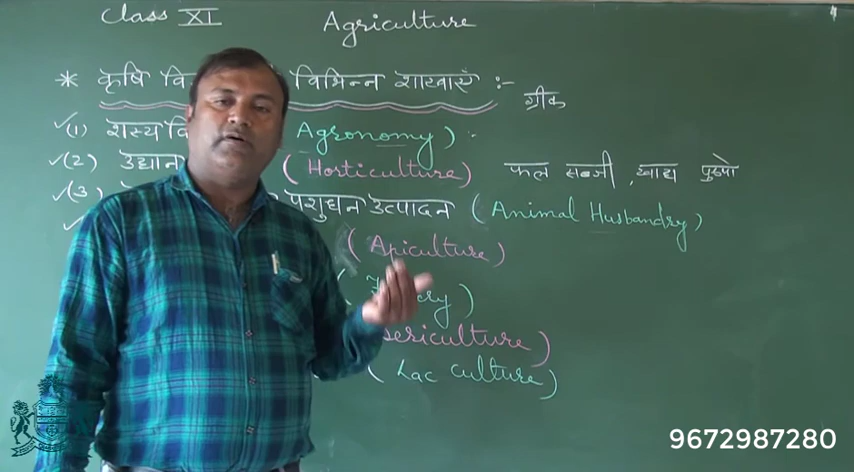 Class XI Agriculture
* कृषि वि विभिन्न शाखाएँ :-
ग्रीक
(1) शस्यवि Agronomy) -
(2) उद्यान (Horticulture) फल सब्जी , खाद्य पुष्पो
(3) पशुधन उत्पादन (Animal Husbandry)
(Apiculture)
ry)
sericulture)
(Lac culture)
9672987280